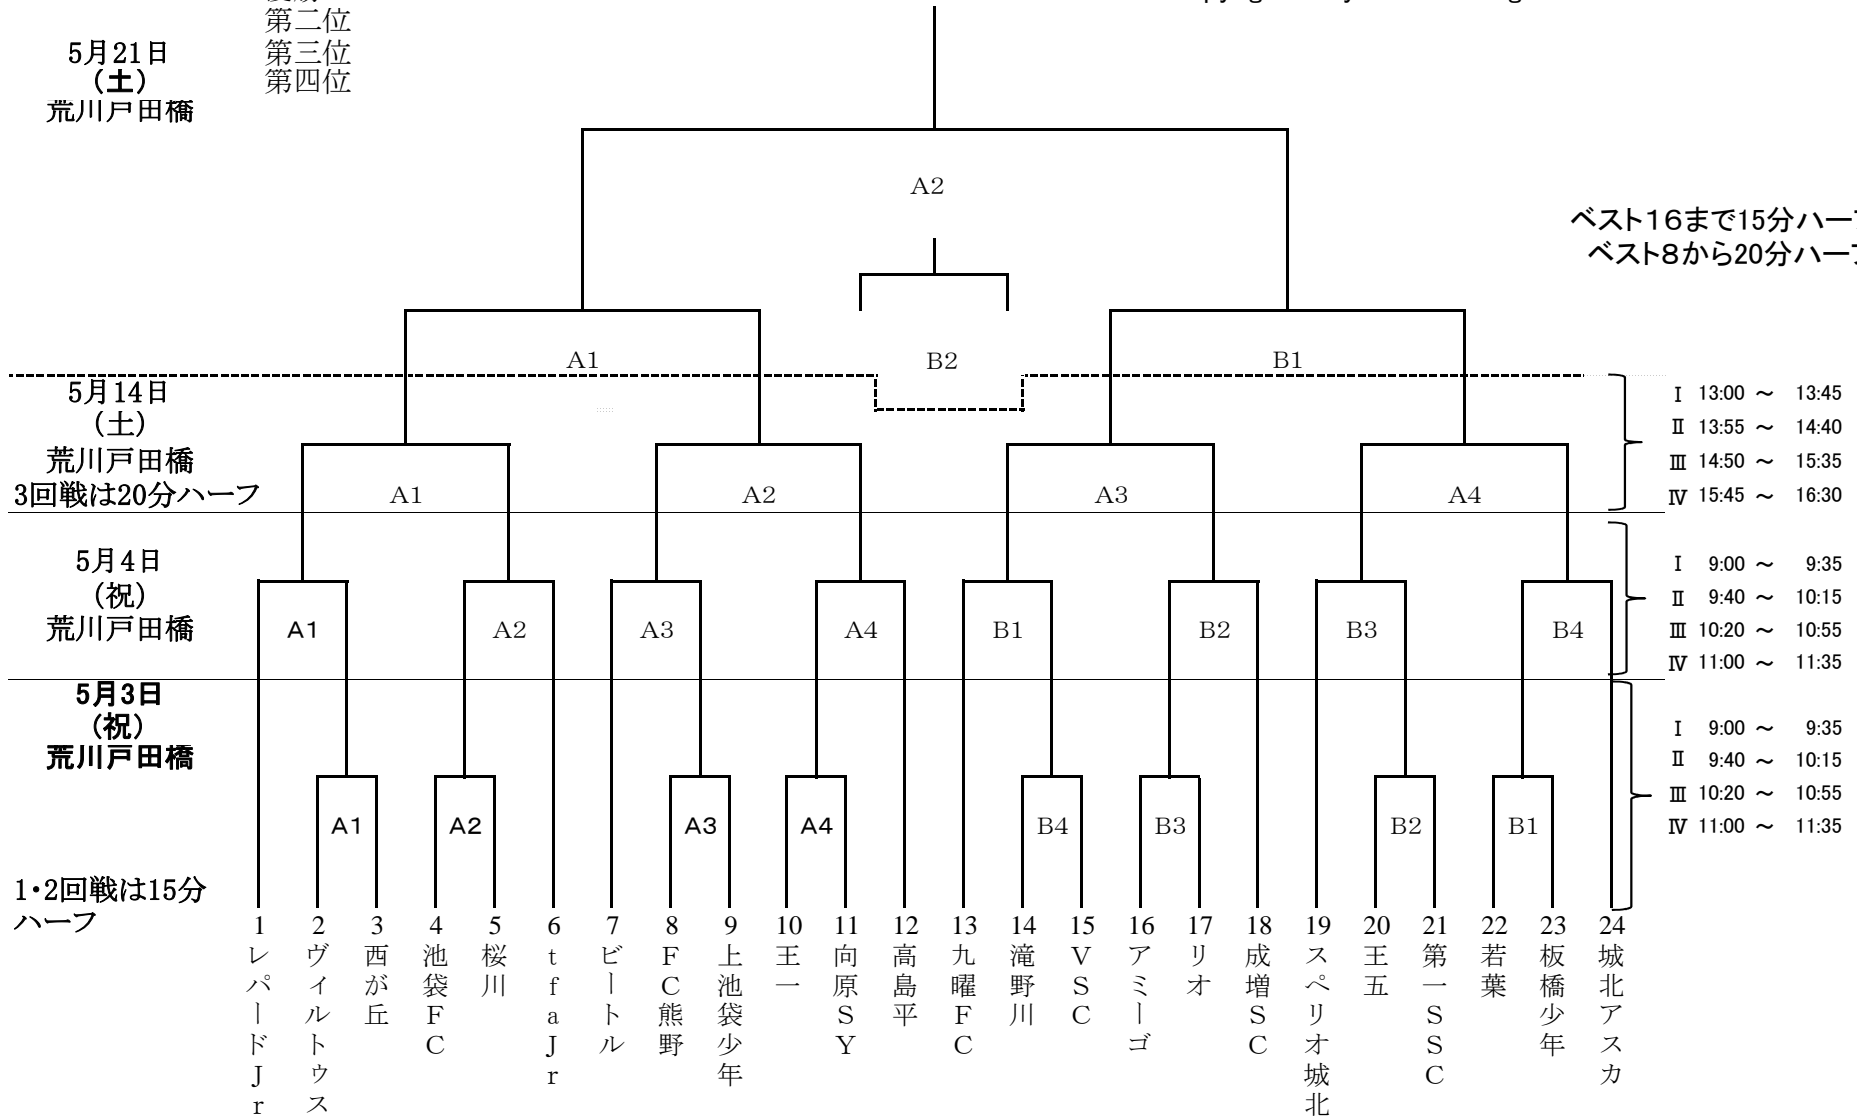 第二位
第三位
第四位
5月21日
(土)
荒川戸田橋
A2
ベスト16まで15分ハーフ
ベスト8から20分ハーフ
A1
B2
B1
5月14日
(土)
荒川戸田橋
3回戦は20分ハーフ
A1
A2
A3
A4
Ⅰ 13:00 ～ 13:45
Ⅱ 13:55 ～ 14:40
Ⅲ 14:50 ～ 15:35
Ⅳ 15:45 ～ 16:30
5月4日
(祝)
荒川戸田橋
A1
A2
A3
A4
B1
B2
B3
B4
Ⅰ 9:00 ～ 9:35
Ⅱ 9:40 ～ 10:15
Ⅲ 10:20 ～ 10:55
Ⅳ 11:00 ～ 11:35
5月3日
(祝)
荒川戸田橋
A1
A2
A3
A4
B4
B3
B2
B1
Ⅰ 9:00 ～ 9:35
Ⅱ 9:40 ～ 10:15
Ⅲ 10:20 ～ 10:55
Ⅳ 11:00 ～ 11:35
1・2回戦は15分
ハーフ
1 レパードJr
2 ヴィルトゥス
3 西が丘
4 池袋FC
5 桜川
6 tfaJr
7 ビートル
8 FC熊野
9 上池袋少年
10 王一
11 向原SY
12 高島平
13 九曜FC
14 滝野川
15 VSC
16 アミーゴ
17 リオ
18 成増SC
19 スペリオ城北
20 王五
21 第一SSC
22 若葉
23 板橋少年
24 城北アスカ